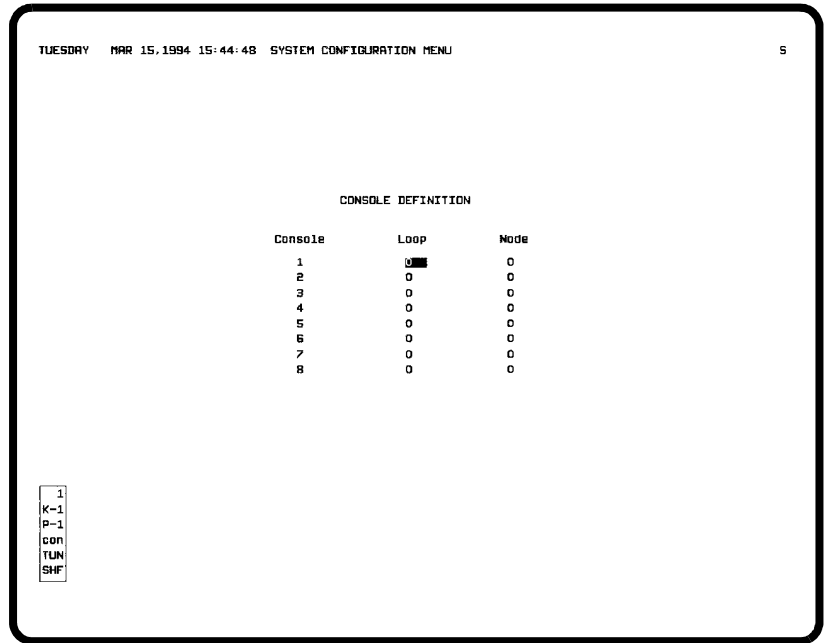 TUESDAY MAR 15,1994 15:44:48 SYSTEM CONFIGURATION MENU S
CONSOLE DEFINITION
Console Loop Node
1 0 0
2 0 0
3 0 0
4 0 0
5 0 0
6 0 0
7 0 0
8 0 0
1
K-1
P-1
con
TUN
SHF